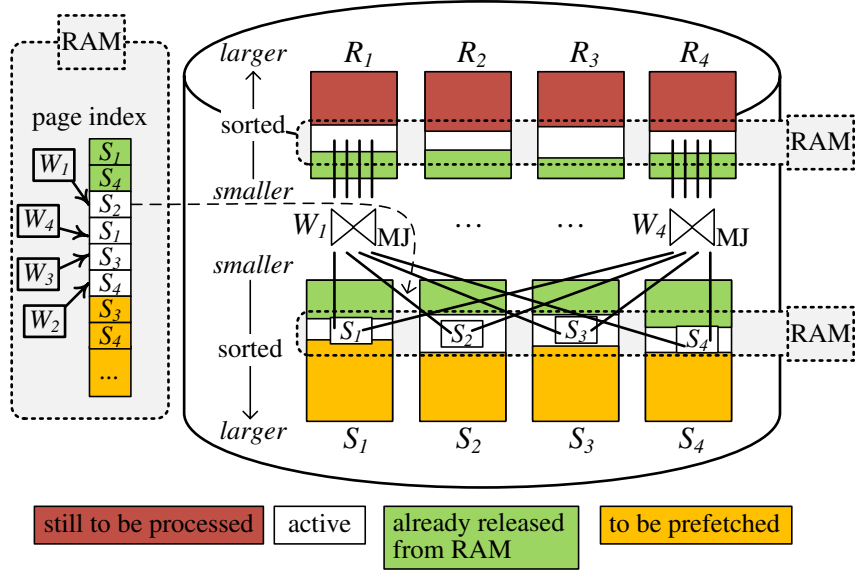 RAM
page index
S1
S4
S2
S1
S3
S4
S3
S4
...
W1
W4
W3
W2
larger
sorted
smaller
R1
R2
R3
R4
RAM
W1
MJ
...
...
W4
MJ
smaller
sorted
larger
S1
S2
S3
S4
RAM
S1
S2
S3
S4
still to be processed
active
already released
from RAM
to be prefetched